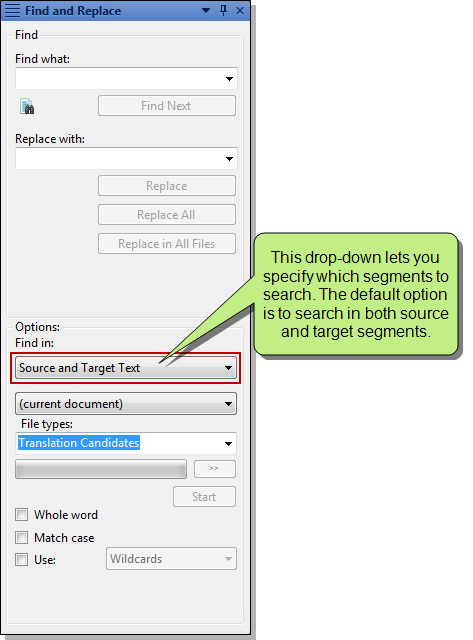 Find and Replace
Find
Find what:
Find Next
Replace with:
Replace
Replace All
Replace in All Files
This drop-down lets you
specify which segments to
search. The default option
is to search in both source
and target segments.
Options:
Find in:
Source and Target Text
(current document)
File types:
Translation Candidates
>>
Start
Whole word
Match case
Use:
Wildcards